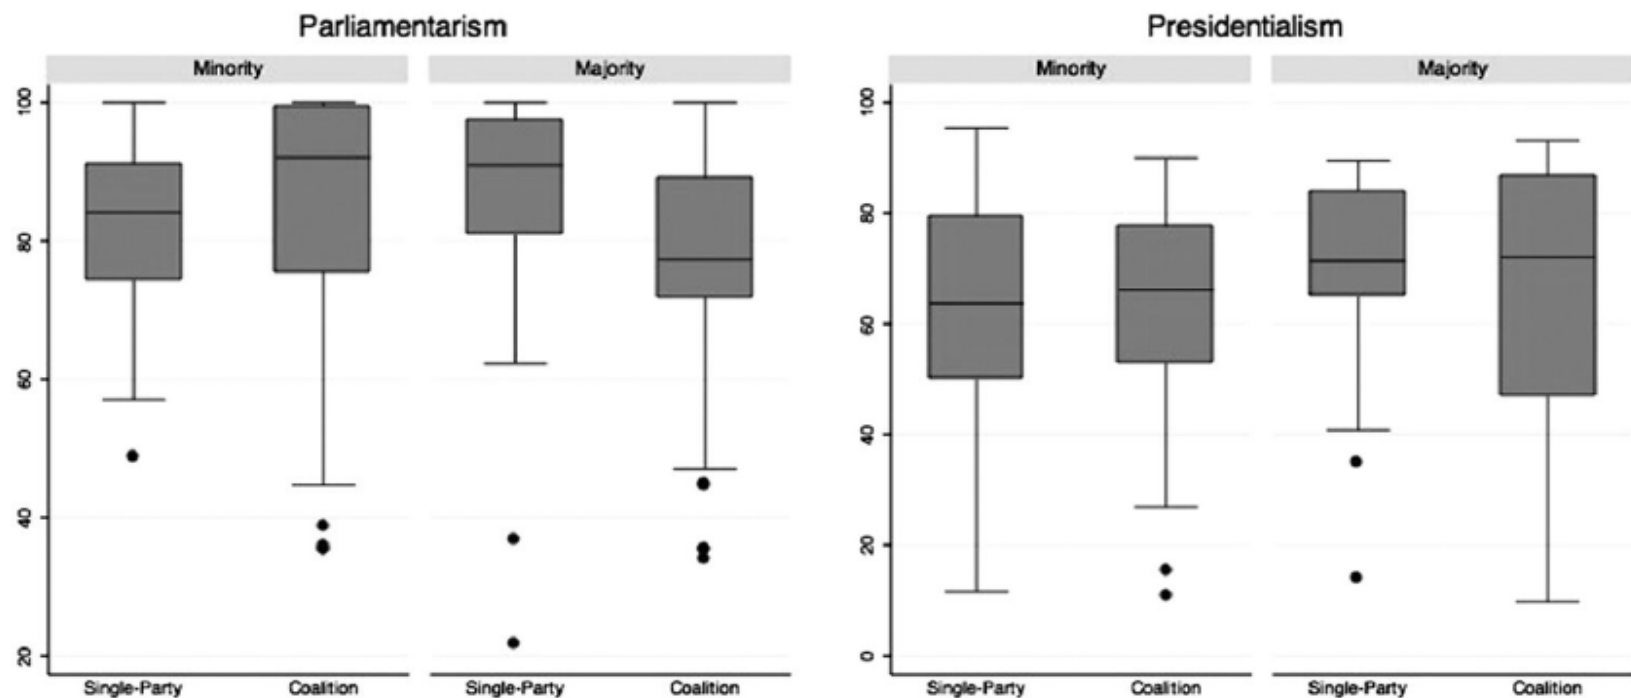 Parliamentarism
Presidentialism
Minority
Majority
Minority
Majority
100
80
60
40
20
100
80
60
40
20
0
Single-Party
Coalition
Single-Party
Coalition
Single-Party
Coalition
Single-Party
Coalition